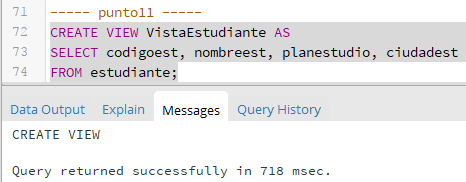 71 ----- punto11 -----
72 CREATE VIEW VistaEstudiante AS
73 SELECT codigoest, nombreest, planestudio, ciudadest
74 FROM estudiante;
Data Output Explain Messages Query History
CREATE VIEW
Query returned successfully in 718 msec.